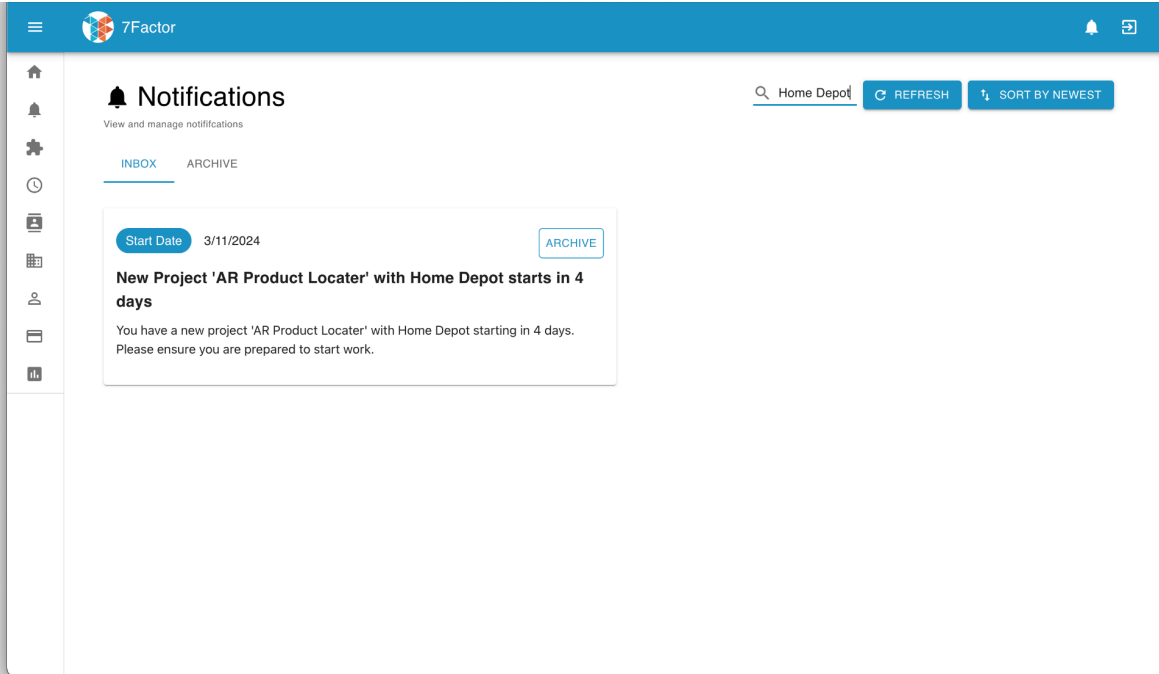 7Factor
Notifications
View and manage notififcations
Home Depot
REFRESH
SORT BY NEWEST
INBOX
ARCHIVE
Start Date
3/11/2024
ARCHIVE
New Project 'AR Product Locater' with Home Depot starts in 4
days
You have a new project 'AR Product Locater' with Home Depot starting in 4 days.
Please ensure you are prepared to start work.